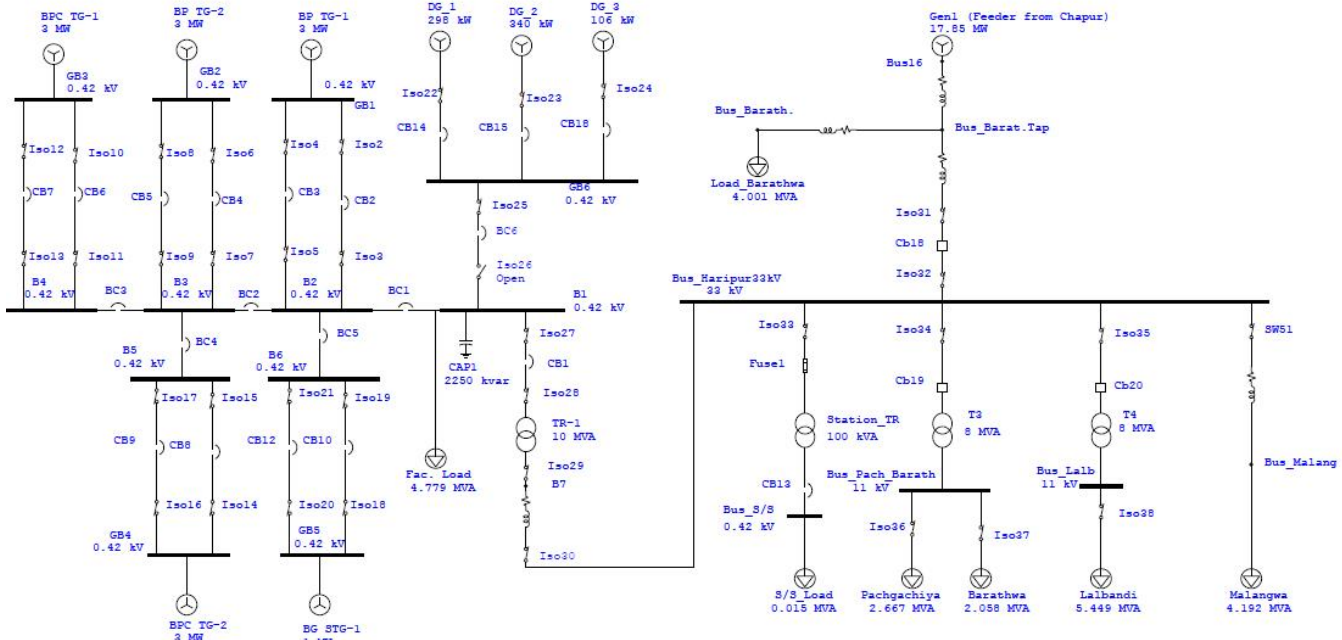 BPC TG-1
3 MW
BP TG-2
3 MW
BP TG-1
3 MW
DG_1
298 kW
DG_2
340 kW
DG_3
106 kW
Gen1 (Feeder from Chapur)
17.85 MW
GB3
0.42 kV
GB2
0.42 kV
0.42 kV
GB1
Iso22
Iso23
Iso24
Bus16
Bus_Barath.
Bus_Barat.Tap
CB14
CB15
CB18
Iso12
Iso10
Iso8
Iso6
Iso4
Iso2
CB7
CB6
CB5
CB4
CB3
CB2
Load_Barathwa
4.001 MVA
GB6
0.42 kV
Iso25
BC6
Iso26
Open
Iso31
Cb18
Iso32
Iso13
Iso11
Iso9
Iso7
Iso5
Iso3
B4
0.42 kV
BC3
B3
0.42 kV
BC2
B2
0.42 kV
BC1
B1
0.42 kV
Bus_Haripur33kV
33 kV
BC4
BC5
CAP1
2250 kvar
Iso27
CB1
Iso28
Iso33
Iso34
Iso35
SW51
Fuse1
Cb19
Cb20
B5
0.42 kV
B6
0.42 kV
Iso17
Iso15
Iso21
Iso19
CB9
CB8
CB12
CB10
TR-1
10 MVA
Station_TR
100 kVA
T3
8 MVA
T4
8 MVA
Fac. Load
4.779 MVA
Iso29
B7
Bus_Pach_Barath
11 kV
Bus_Lalb
11 kV
Bus_Malang
CB13
Bus_S/S
0.42 kV
Iso16
Iso14
Iso20
Iso18
Iso36
Iso37
Iso38
GB4
0.42 kV
GB5
0.42 kV
Iso30
S/S_Load
0.015 MVA
Pachgachiya
2.667 MVA
Barathwa
2.058 MVA
Lalbandi
5.449 MVA
Malangwa
4.192 MVA
BPC TG-2
3 MW
BG STG-1